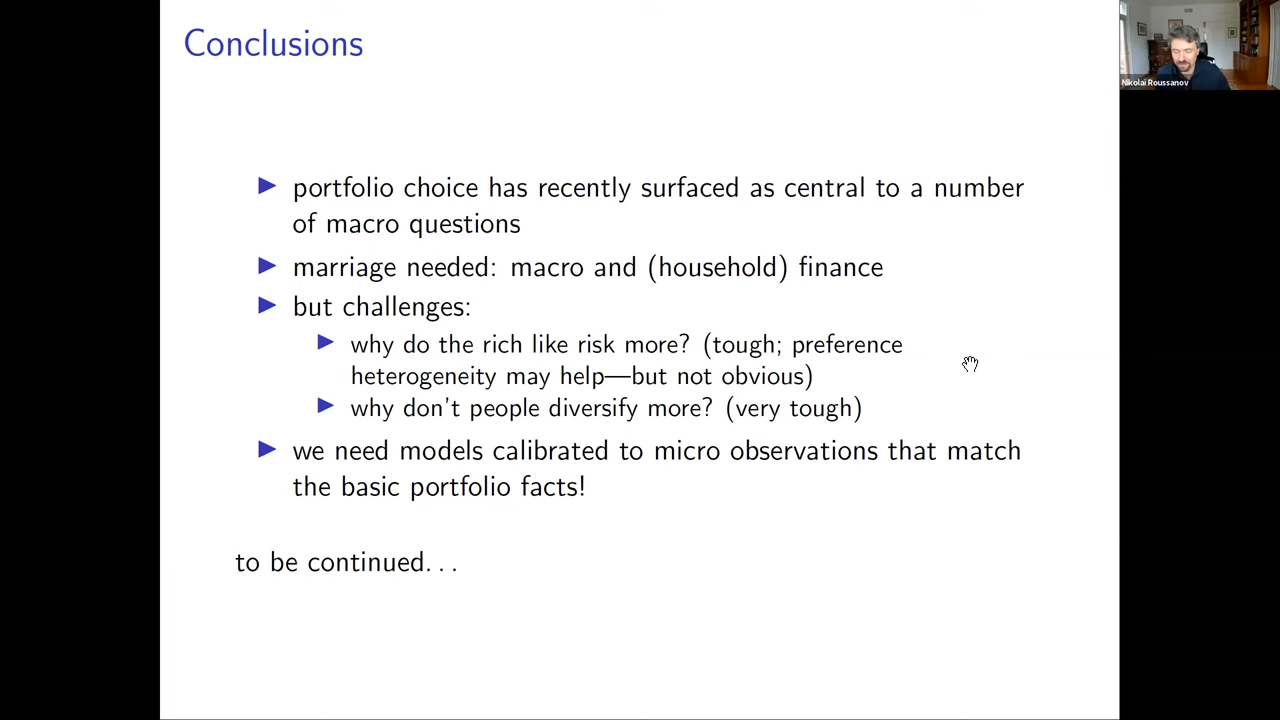 Conclusions
Nikolai Roussanov
▶ portfolio choice has recently surfaced as central to a number
of macro questions
▶ marriage needed: macro and (household) finance
▶ but challenges:
▶ why do the rich like risk more? (tough; preference
heterogeneity may help—but not obvious)
▶ why don't people diversify more? (very tough)
▶ we need models calibrated to micro observations that match
the basic portfolio facts!
to be continued. . .